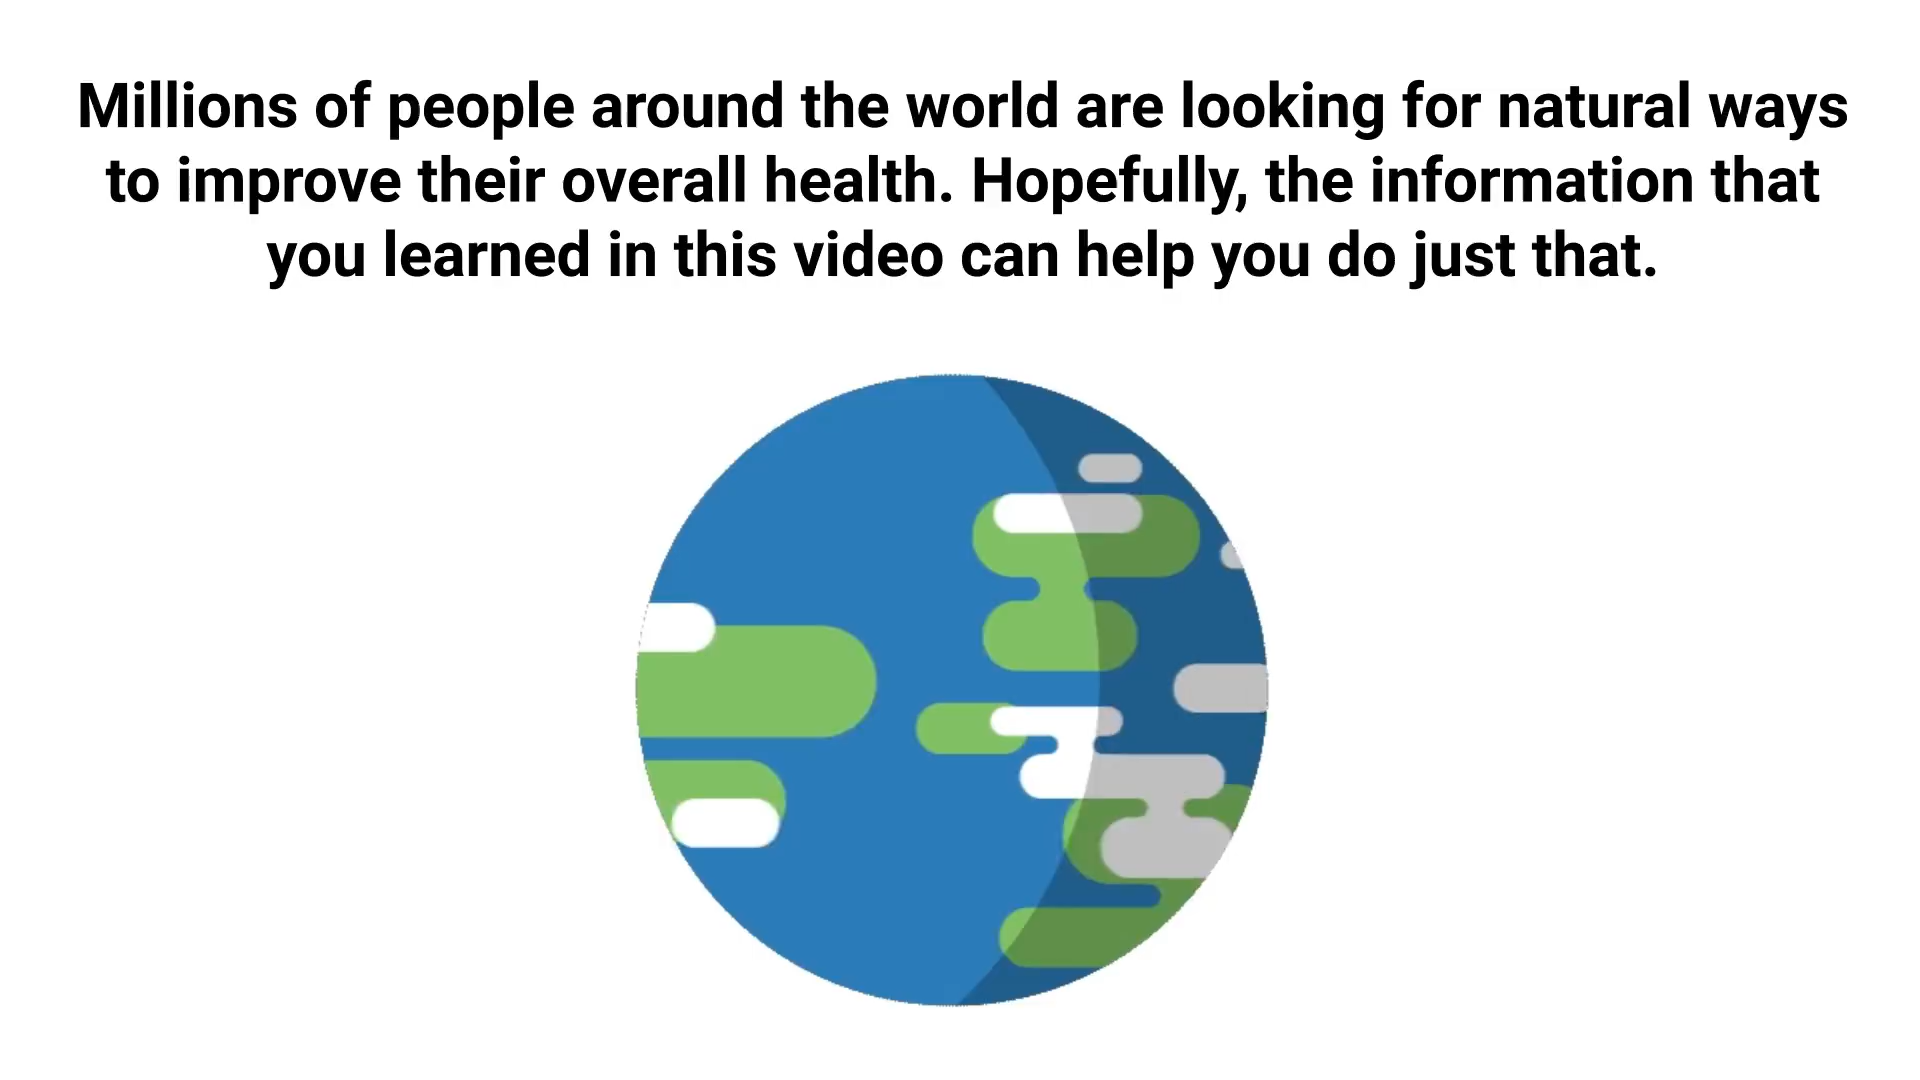 Millions of people around the world are looking for natural ways
to improve their overall health. Hopefully, the information that
you learned in this video can help you do just that.